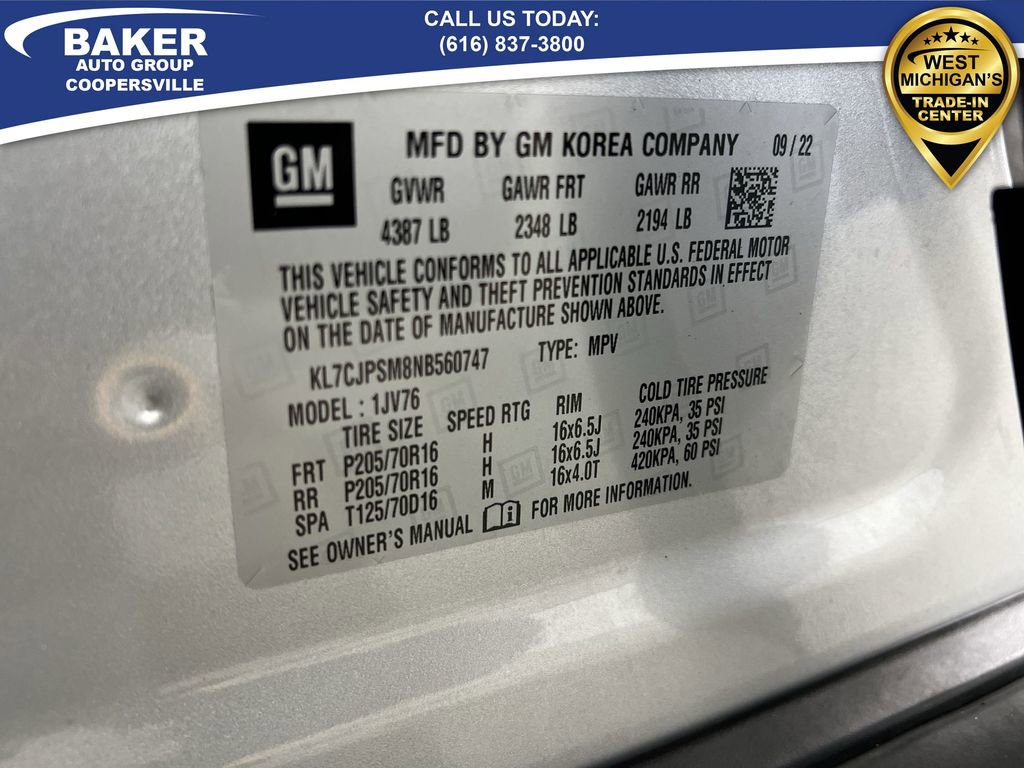 BAKER
AUTO GROUP
COOPERSVILLE
CALL US TODAY:
(616) 837-3800
WEST
MICHIGAN'S
TRADE-IN
CENTER
GM
MFD BY GM KOREA COMPANY 09/22
GVWR GAWR FRT GAWR RR
4387 LB 2348 LB 2194 LB
THIS VEHICLE CONFORMS TO ALL APPLICABLE U.S. FEDERAL MOTOR
VEHICLE SAFETY AND THEFT PREVENTION STANDARDS IN EFFECT
ON THE DATE OF MANUFACTURE SHOWN ABOVE.
KL7CJPSM8NB560747 TYPE: MPV
MODEL : 1JV76
TIRE SIZE SPEED RTG RIM COLD TIRE PRESSURE
FRT P205/70R16 H 16x6.5J 240KPA, 35 PSI
RR P205/70R16 H 16x6.5J 240KPA, 35 PSI
SPA T125/70D16 M 16x4.0T 420KPA, 60 PSI
SEE OWNER'S MANUAL FOR MORE INFORMATION.